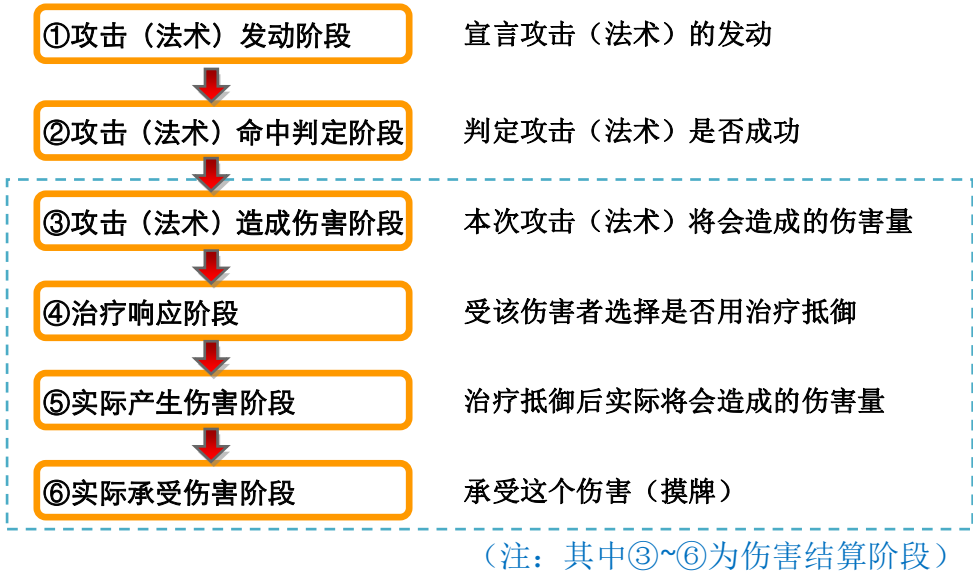 ①攻击（法术）发动阶段 宣言攻击（法术）的发动
②攻击（法术）命中判定阶段 判定攻击（法术）是否成功
③攻击（法术）造成伤害阶段 本次攻击（法术）将会造成的伤害量
④治疗响应阶段 受该伤害者选择是否用治疗抵御
⑤实际产生伤害阶段 治疗抵御后实际将会造成的伤害量
⑥实际承受伤害阶段 承受这个伤害（摸牌）
（注：其中③~⑥为伤害结算阶段）